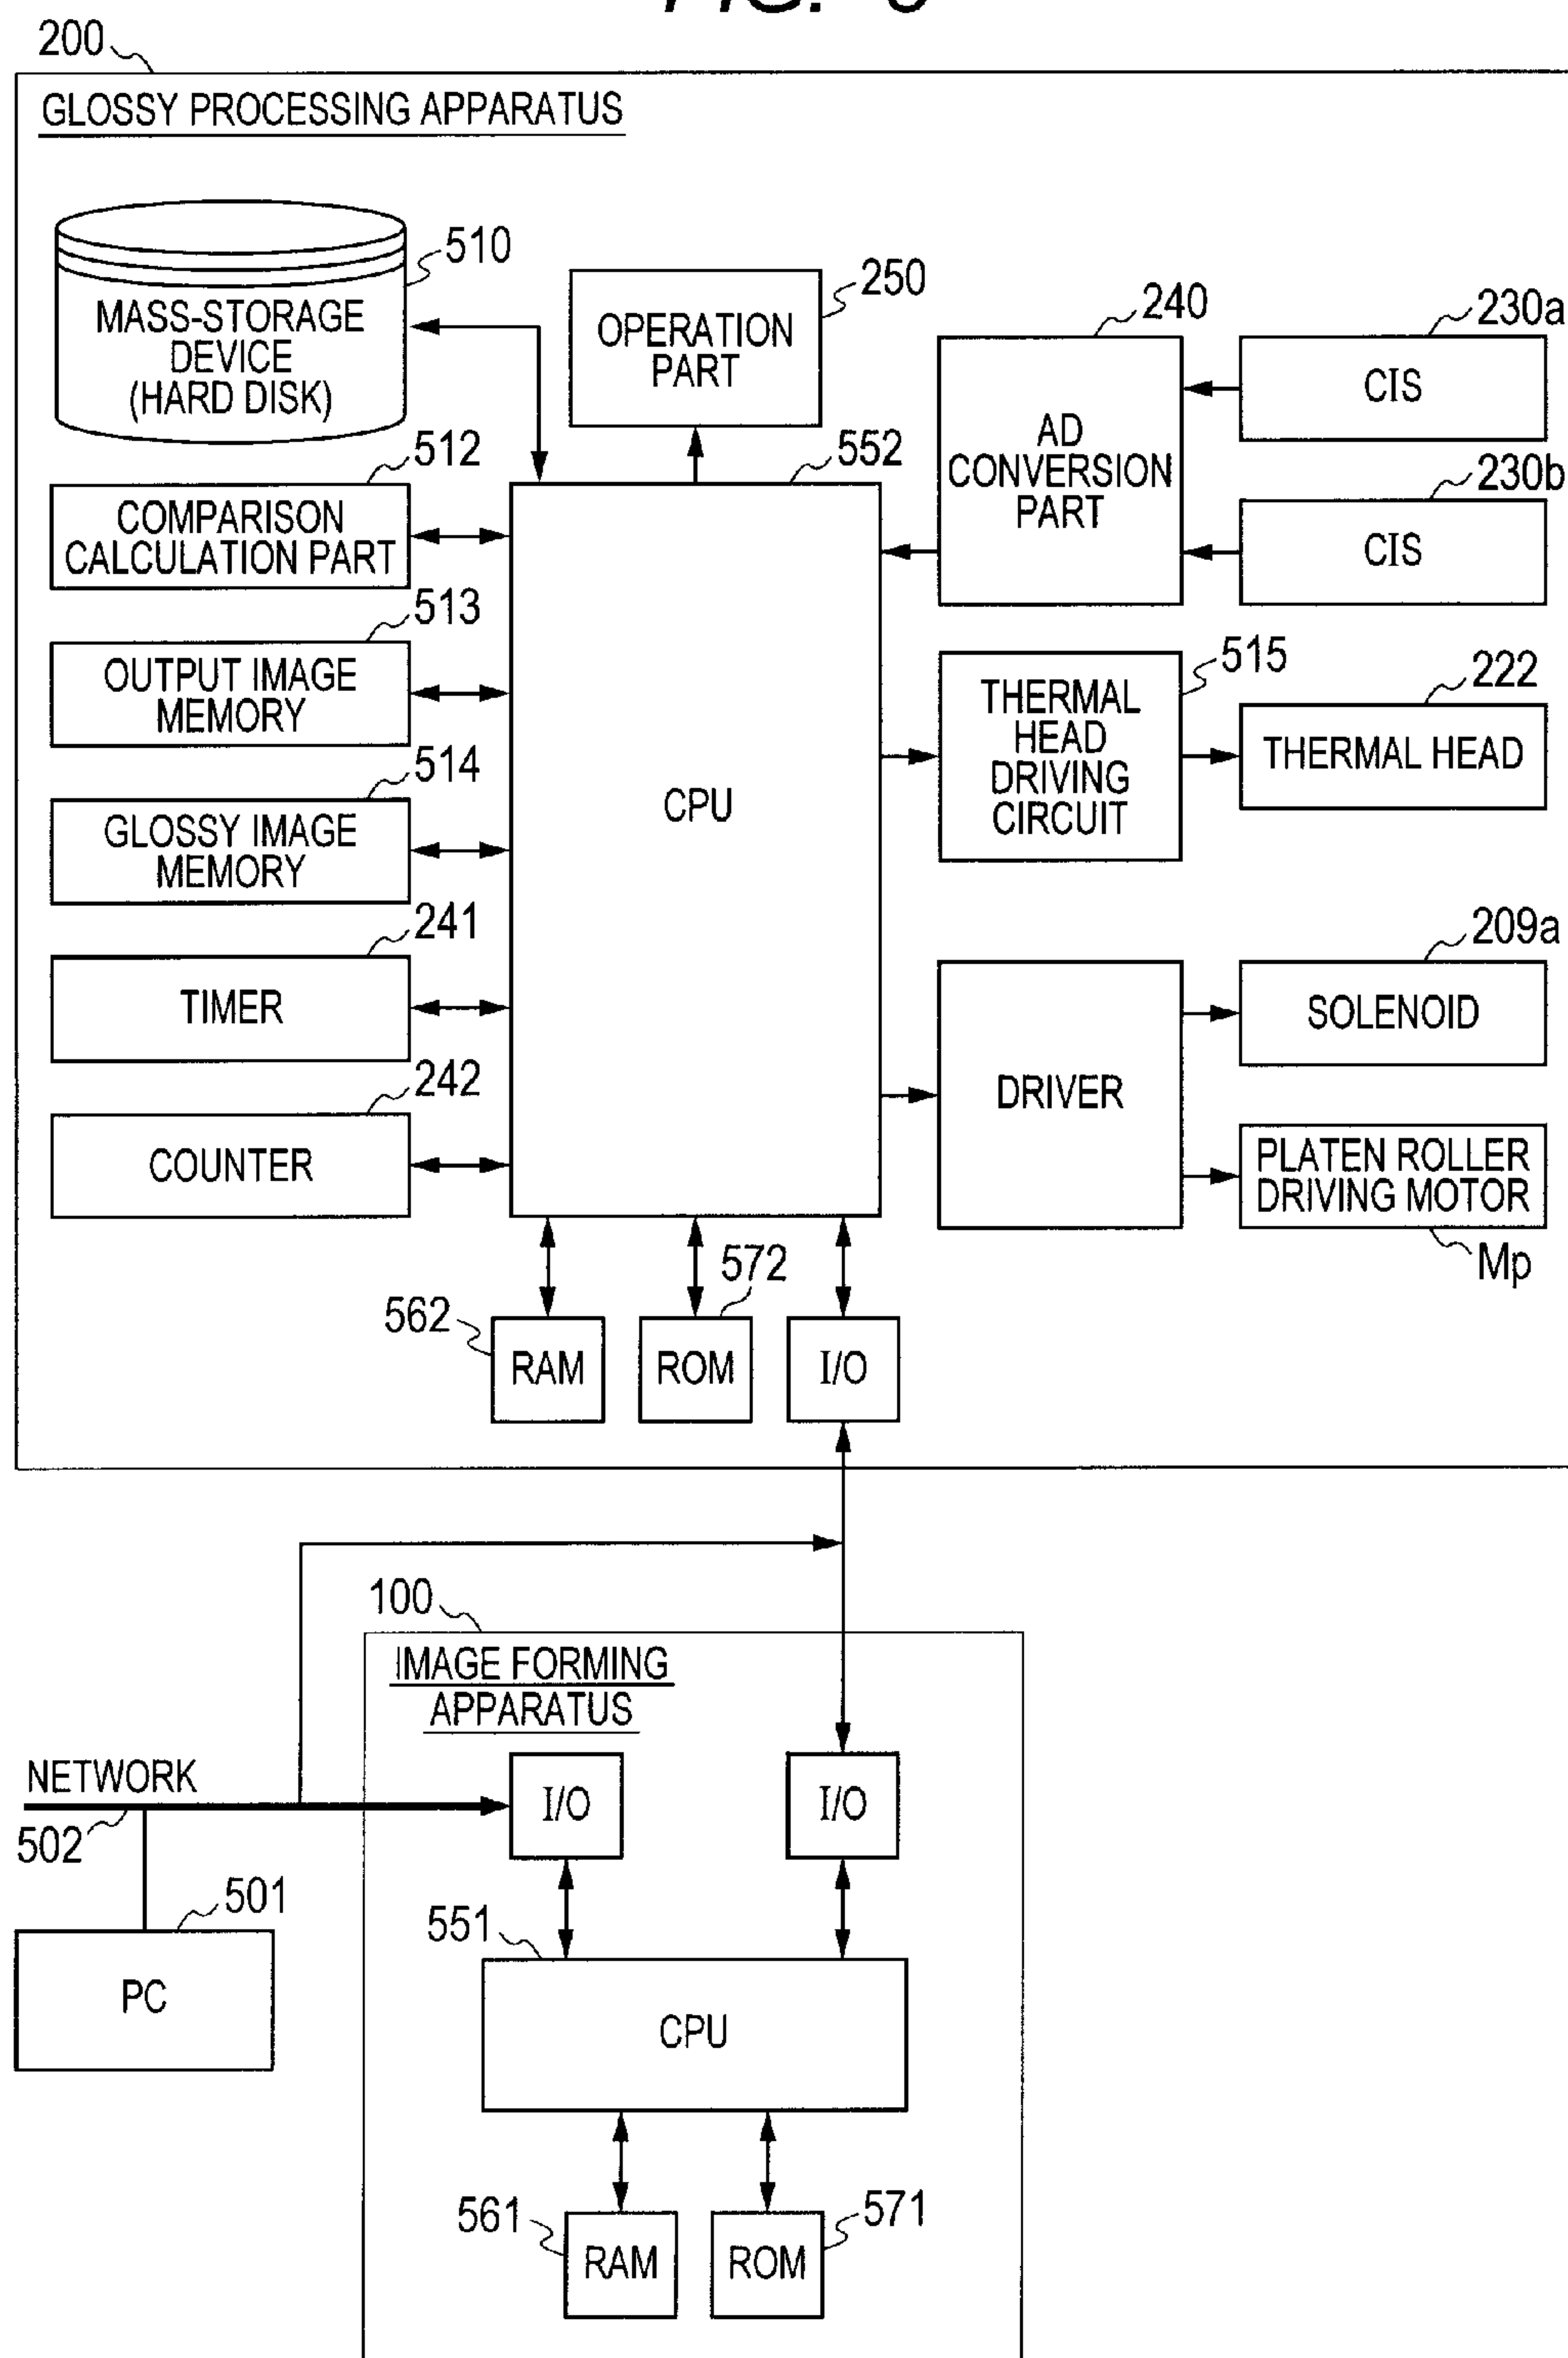 FIG.
200
GLOSSY PROCESSING APPARATUS
510
MASS-STORAGE
DEVICE
(HARD DISK)
250
OPERATION
PART
240
AD
CONVERSION
PART
230a
CIS
230b
CIS
512
COMPARISON
CALCULATION PART
552
CPU
513
OUTPUT IMAGE
MEMORY
515
THERMAL
HEAD
DRIVING
CIRCUIT
222
THERMAL HEAD
514
GLOSSY IMAGE
MEMORY
241
TIMER
209a
SOLENOID
DRIVER
242
COUNTER
PLATEN ROLLER
DRIVING MOTOR
Mp
562
RAM
572
ROM
I/O
100
IMAGE FORMING
APPARATUS
NETWORK
502
I/O
I/O
501
PC
551
CPU
561
RAM
571
ROM